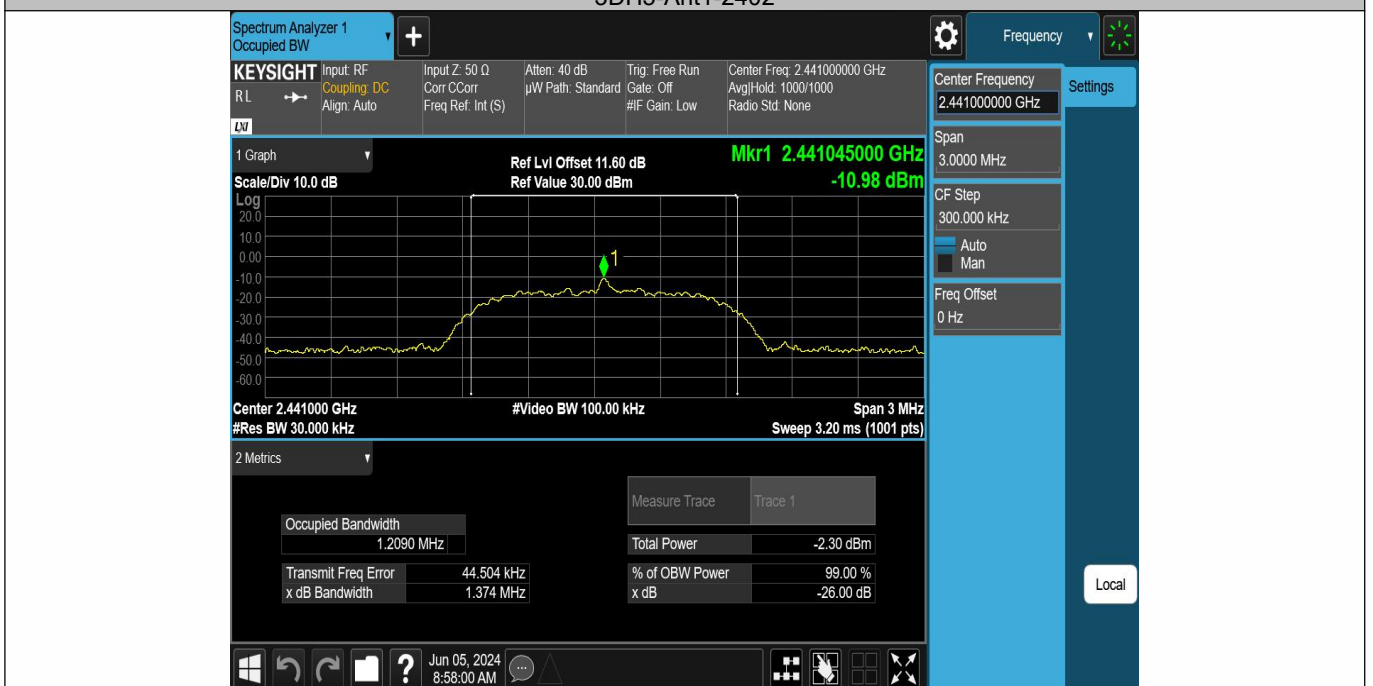 3DH5-Ant1-2402
Spectrum Analyzer 1
Occupied BW
+
Frequency
KEYSIGHT
RL
LXI
Input: RF
Coupling: DC
Align: Auto
Input Z: 50 Ω
Corr CCorr
Freq Ref: Int (S)
Atten: 40 dB
µW Path: Standard
Trig: Free Run
Gate: Off
#IF Gain: Low
Center Freq: 2.441000000 GHz
Avg|Hold: 1000/1000
Radio Std: None
Center Frequency
2.441000000 GHz
Settings
Span
3.0000 MHz
CF Step
300.000 kHz
Auto
Man
Freq Offset
0 Hz
Local
1 Graph
Ref Lvl Offset 11.60 dB
Mkr1 2.441045000 GHz
Scale/Div 10.0 dB
Ref Value 30.00 dBm
-10.98 dBm
Log
20.0
10.0
0.00
-10.0
-20.0
-30.0
-40.0
-50.0
-60.0
1
Center 2.441000 GHz
#Video BW 100.00 kHz
Span 3 MHz
#Res BW 30.000 kHz
Sweep 3.20 ms (1001 pts)
2 Metrics
Measure Trace
Trace 1
Occupied Bandwidth
1.2090 MHz
Total Power
-2.30 dBm
Transmit Freq Error
44.504 kHz
% of OBW Power
99.00 %
x dB Bandwidth
1.374 MHz
x dB
-26.00 dB
?
Jun 05, 2024
8:58:00 AM